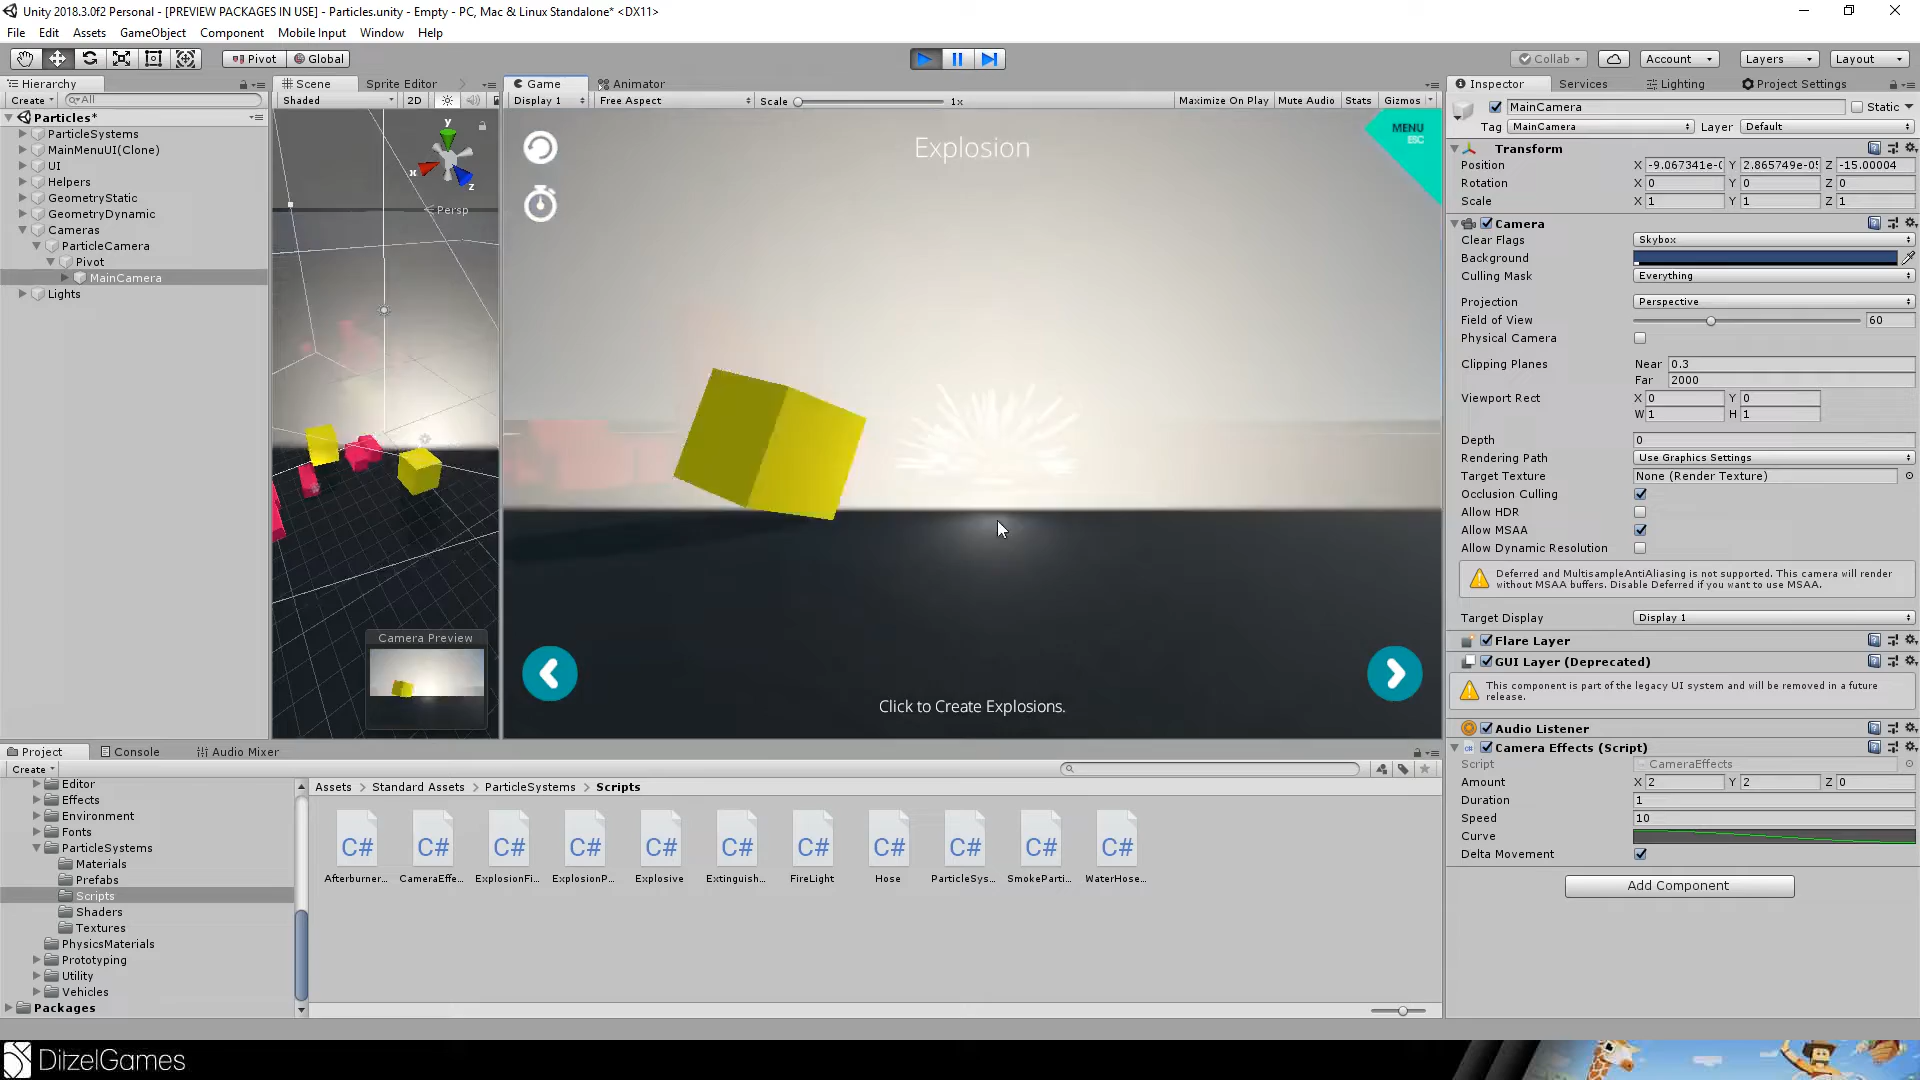 Unity 2018.3.0f2 Personal - [PREVIEW PACKAGES IN USE] - Particles.unity - Empty - PC, Mac & Linux Standalone* <DX11>
File Edit Assets GameObject Component Mobile Input Window Help
Pivot Global Collab Account Layers Layout
Hierarchy
Create All
Particles*
ParticleSystems
MainMenuUI(Clone)
UI
Helpers
GeometryStatic
GeometryDynamic
Cameras
ParticleCamera
Pivot
MainCamera
Lights
Scene Sprite Editor
Shaded 2D
y
x
z
Persp
Camera Preview
Game Animator
Display 1 Free Aspect Scale 1x Maximize On Play Mute Audio Stats Gizmos
Explosion
MENU
ESC
Click to Create Explosions.
Inspector Services Lighting Project Settings
MainCamera Static
Tag MainCamera Layer Default
Transform
Position X -9.067341e-( Y 2.865749e-05 Z -15.00004
Rotation X 0 Y 0 Z 0
Scale X 1 Y 1 Z 1
Camera
Clear Flags Skybox
Background
Culling Mask Everything
Projection Perspective
Field of View 60
Physical Camera
Clipping Planes Near 0.3
Far 2000
Viewport Rect X 0 Y 0
W 1 H 1
Depth 0
Rendering Path Use Graphics Settings
Target Texture None (Render Texture)
Occlusion Culling
Allow HDR
Allow MSAA
Allow Dynamic Resolution
Deferred and MultisampleAntiAliasing is not supported. This camera will render
without MSAA buffers. Disable Deferred if you want to use MSAA.
Target Display Display 1
Flare Layer
GUI Layer (Deprecated)
This component is part of the legacy UI system and will be removed in a future
release.
Audio Listener
Camera Effects (Script)
Script CameraEffects
Amount X 2 Y 2 Z 0
Duration 1
Speed 10
Curve
Delta Movement
Add Component
Project Console Audio Mixer
Create
Editor
Effects
Environment
Fonts
ParticleSystems
Materials
Prefabs
Scripts
Shaders
Textures
PhysicsMaterials
Prototyping
Utility
Vehicles
Packages
Assets > Standard Assets > ParticleSystems > Scripts
C# C# C# C# C# C# C# C# C# C# C#
Afterburner... CameraEffe... ExplosionFi... ExplosionP... Explosive Extinguish... FireLight Hose ParticleSys... SmokeParti... WaterHose...
DitzelGames